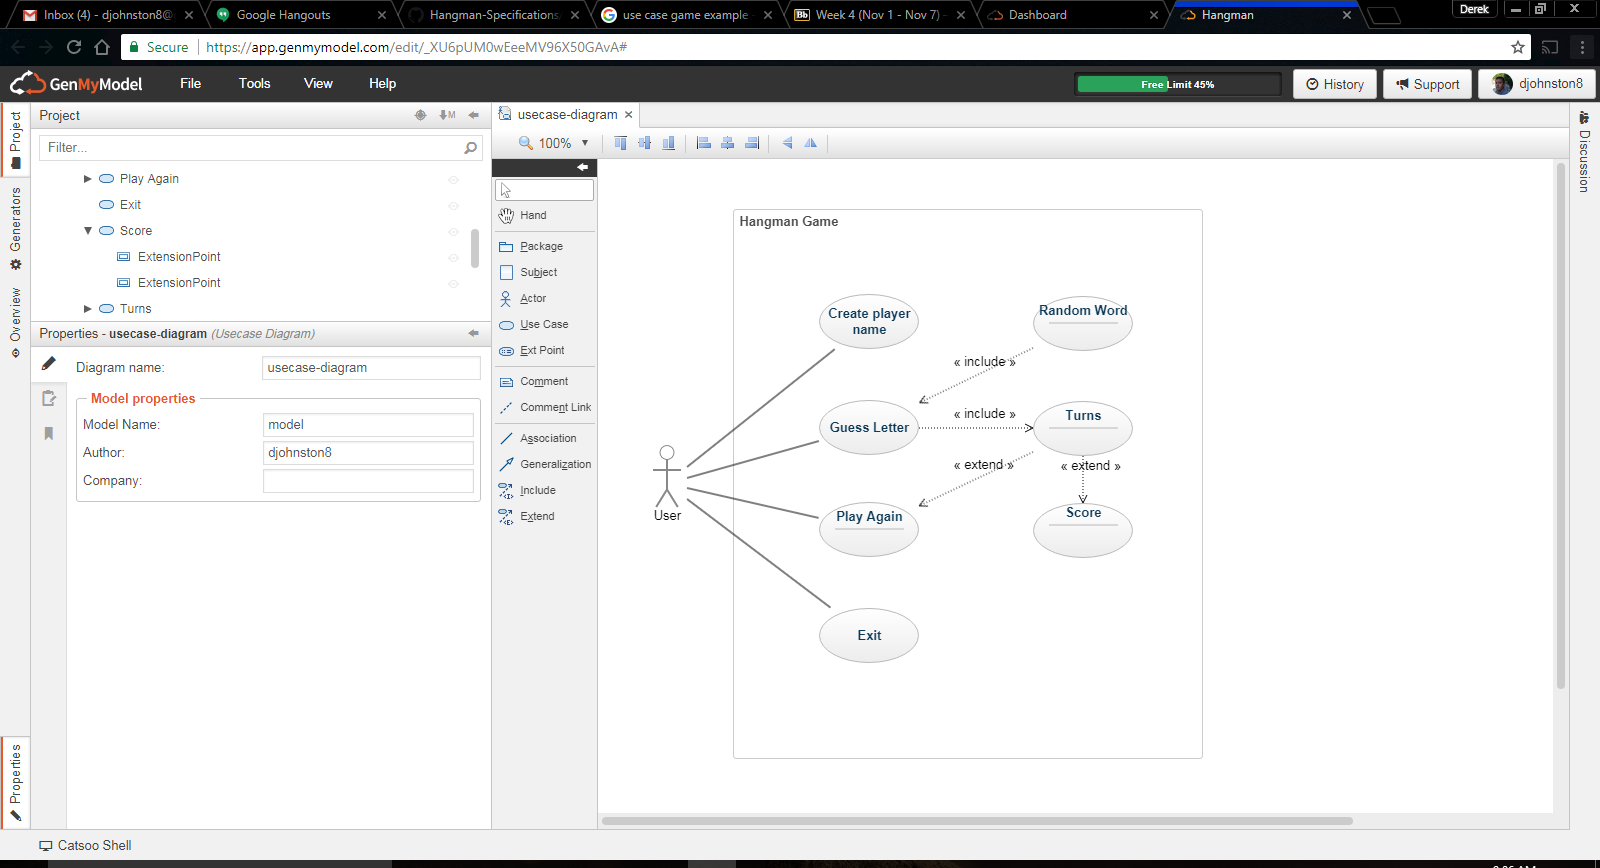 Inbox (4) - djohnston8@
Google Hangouts
Hangman-Specifications
use case game example
Week 4 (Nov 1 - Nov 7)
Dashboard
Hangman
Derek
Secure
https://app.genmymodel.com/edit/_XU6pUM0wEeeMV96X50GAvA#
GenMyModel
File
Tools
View
Help
Free Limit 45%
History
Support
djohnston8
Project
Generators
Overview
Properties
Project
M
Filter...
Play Again
Exit
Score
ExtensionPoint
ExtensionPoint
Turns
Properties - usecase-diagram (Usecase Diagram)
Diagram name:
usecase-diagram
Model properties
Model Name:
model
Author:
djohnston8
Company:
usecase-diagram
100%
Hand
Package
Subject
Actor
Use Case
Ext Point
Comment
Comment Link
Association
Generalization
Include
Extend
Hangman Game
Create player
name
Random Word
« include »
Guess Letter
« include »
Turns
« extend »
« extend »
User
Play Again
Score
Exit
Discussion
Catsoo Shell